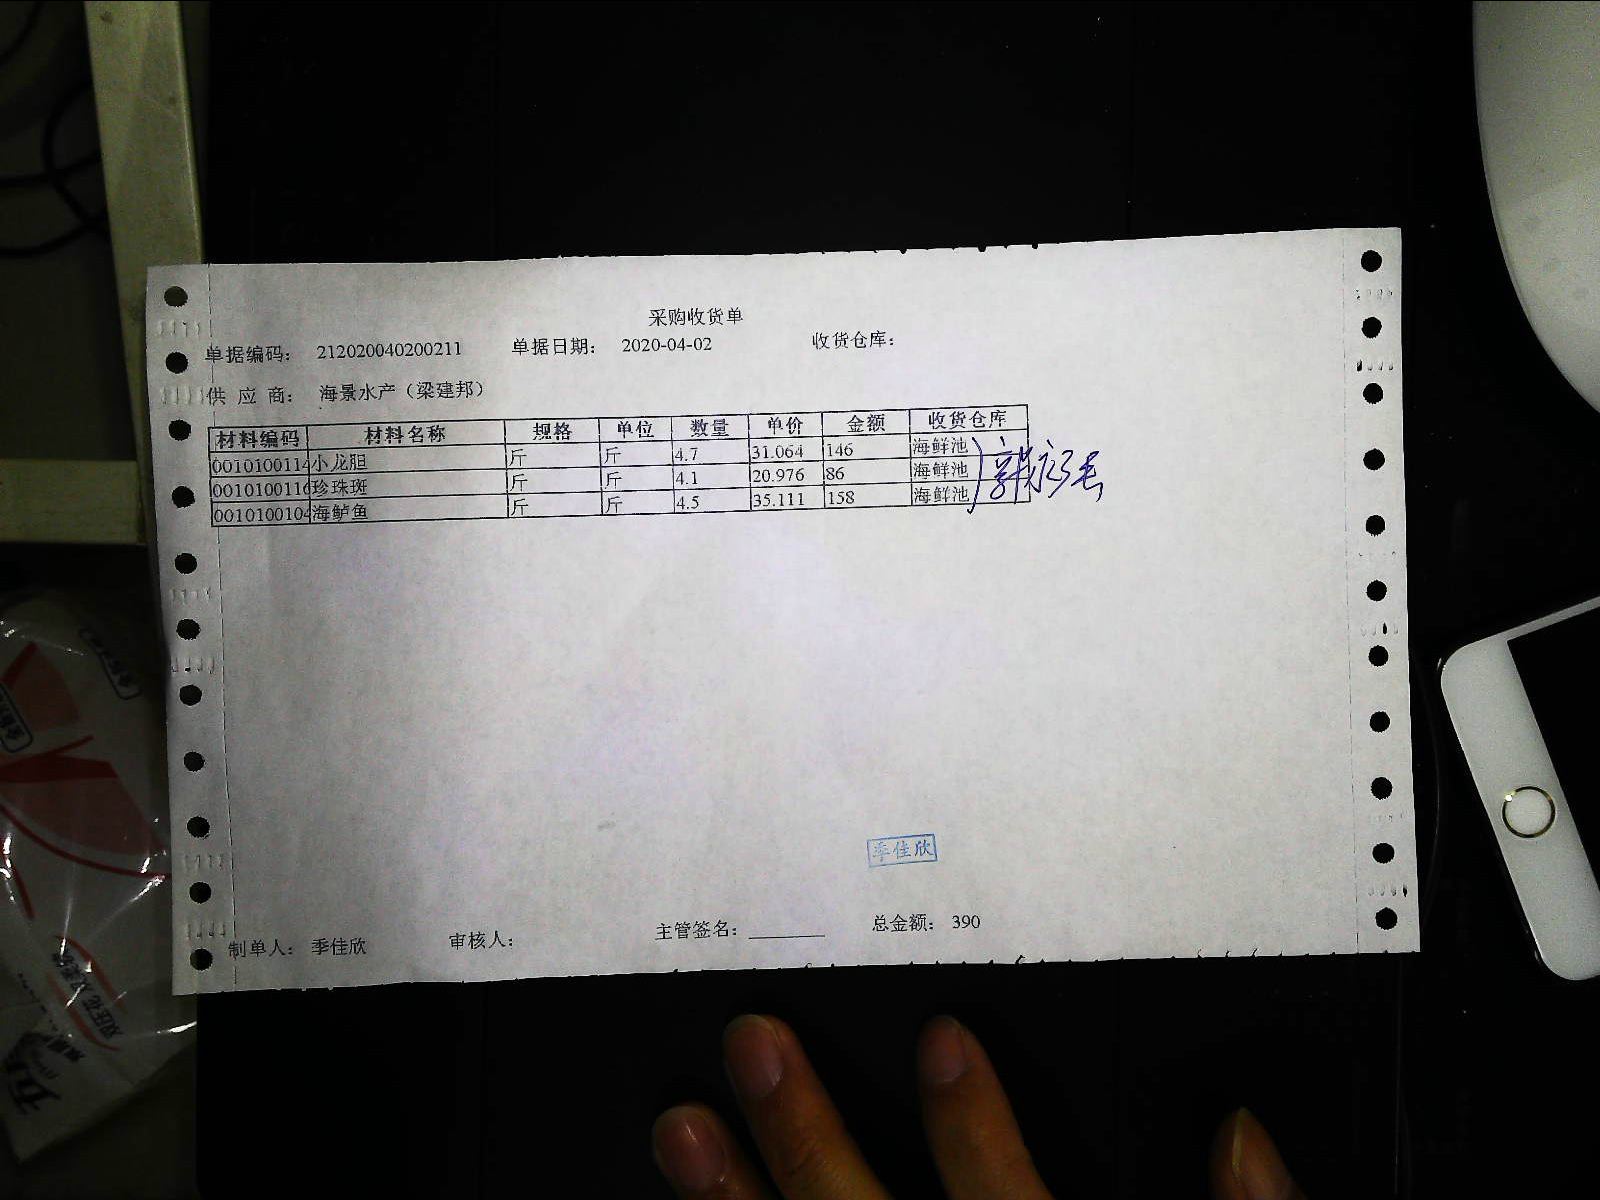 采购收货单
单据编码： 212020040200211 单据日期： 2020-04-02 收货仓库：
供 应 商： 海景水产（梁建邦）
材料编码 材料名称 规格 单位 数量 单价 金额 收货仓库
0010100114 小龙胆 斤 斤 4.7 31.064 146 海鲜池
0010100116 珍珠斑 斤 斤 4.1 20.976 86 海鲜池
0010100104 海鲈鱼 斤 斤 4.5 35.111 158 海鲜池
季佳欣
制单人： 季佳欣 审核人： 主管签名： 总金额： 390